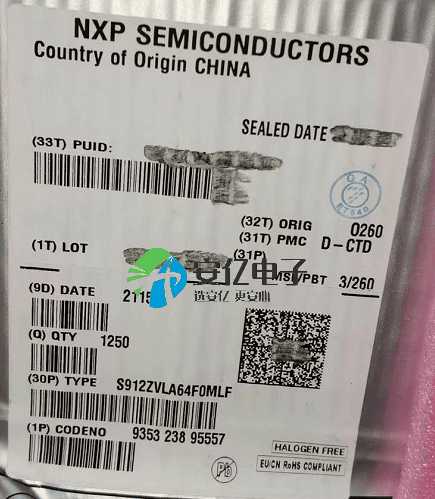 NXP SEMICONDUCTORS
Country of Origin CHINA
SEALED DATE
(33T) PUID:
QA
(32T) ORIG 0260
(31T) PMC D-CTD
(1T) LOT
(31P)
MSL/PBT 3/260
安亿电子
选安亿 更安心
(9D) DATE 2115
(Q) QTY 1250
(30P) TYPE S912ZVLA64F0MLF
(1P) CODENO 9353 238 95557
Pb
HALOGEN FREE
EU/CN RoHS COMPLIANT